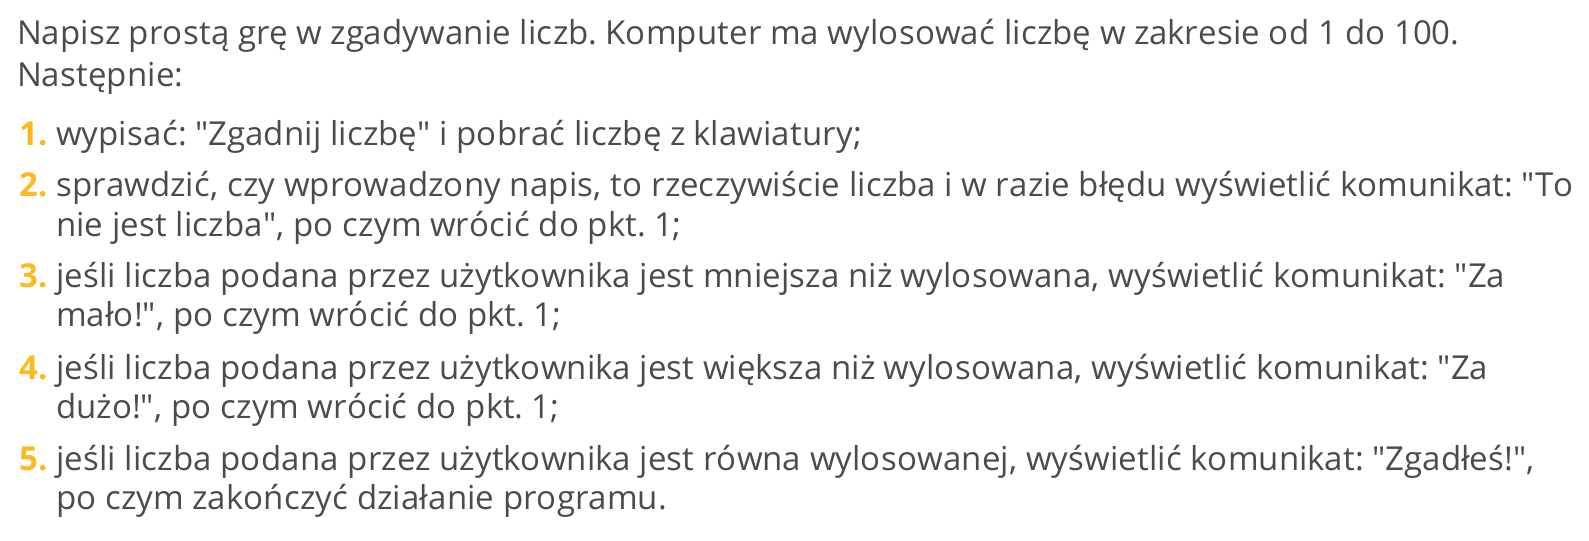 Napisz prostą grę w zgadywanie liczb. Komputer ma wylosować liczbę w zakresie od 1 do 100.
Następnie:
1. wypisać: "Zgadnij liczbę" i pobrać liczbę z klawiatury;
2. sprawdzić, czy wprowadzony napis, to rzeczywiście liczba i w razie błędu wyświetlić komunikat: "To
nie jest liczba", po czym wrócić do pkt. 1;
3. jeśli liczba podana przez użytkownika jest mniejsza niż wylosowana, wyświetlić komunikat: "Za
mało!", po czym wrócić do pkt. 1;
4. jeśli liczba podana przez użytkownika jest większa niż wylosowana, wyświetlić komunikat: "Za
dużo!", po czym wrócić do pkt. 1;
5. jeśli liczba podana przez użytkownika jest równa wylosowanej, wyświetlić komunikat: "Zgadłeś!",
po czym zakończyć działanie programu.